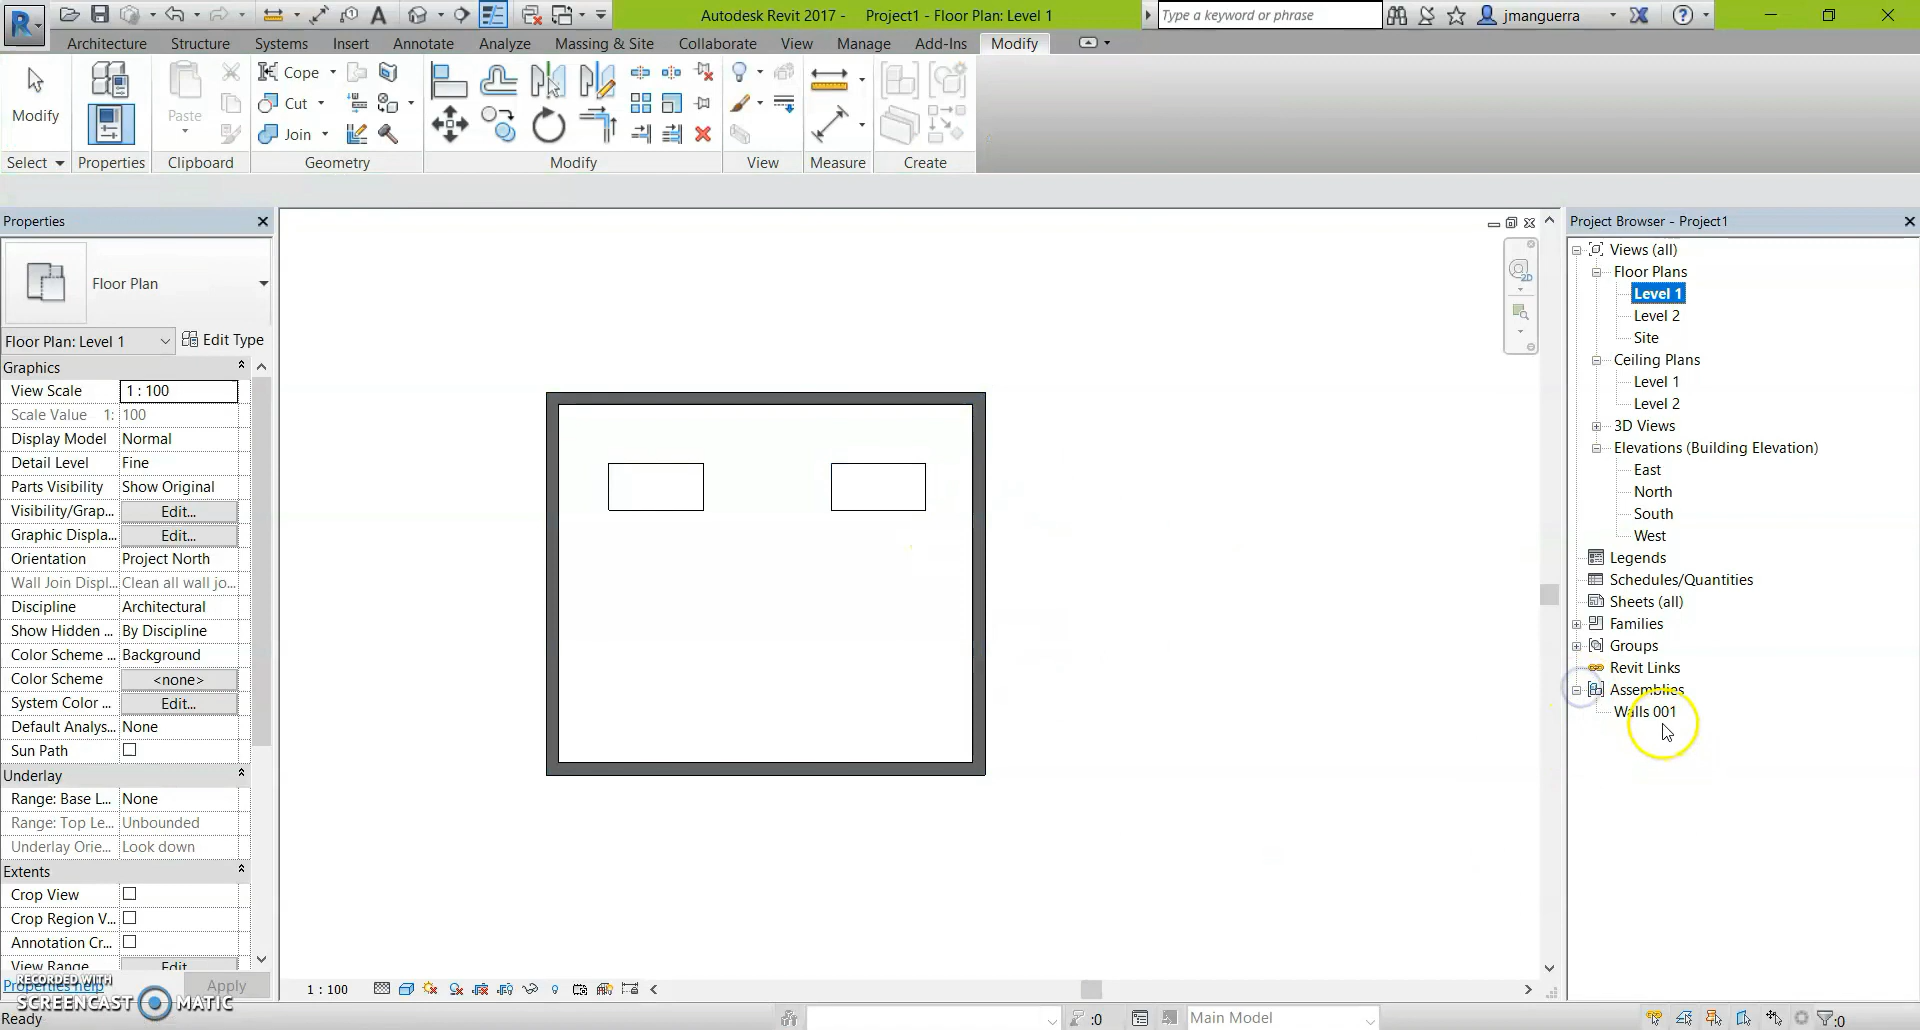 Autodesk Revit 2017 - Project1 - Floor Plan: Level 1
Type a keyword or phrase
jmanguerra
Architecture Structure Systems Insert Annotate Analyze Massing & Site Collaborate View Manage Add-Ins Modify
Modify
Paste
Cope
Cut
Join
Select Properties Clipboard Geometry Modify View Measure Create
Properties
Floor Plan
Floor Plan: Level 1
Edit Type
Graphics
View Scale 1 : 100
Scale Value 1: 100
Display Model Normal
Detail Level Fine
Parts Visibility Show Original
Visibility/Grap... Edit...
Graphic Displa... Edit...
Orientation Project North
Wall Join Displ... Clean all wall jo...
Discipline Architectural
Show Hidden ... By Discipline
Color Scheme ... Background
Color Scheme <none>
System Color ... Edit...
Default Analys... None
Sun Path
Underlay
Range: Base L... None
Range: Top Le... Unbounded
Underlay Orie... Look down
Extents
Crop View
Crop Region V...
Annotation Cr...
View Range Edit...
Properties help
Apply
RECORDED WITH
SCREENCAST MATIC
Ready
2D
1 : 100
:0
Main Model
:0
Project Browser - Project1
Views (all)
Floor Plans
Level 1
Level 2
Site
Ceiling Plans
Level 1
Level 2
3D Views
Elevations (Building Elevation)
East
North
South
West
Legends
Schedules/Quantities
Sheets (all)
Families
Groups
Revit Links
Assemblies
Walls 001